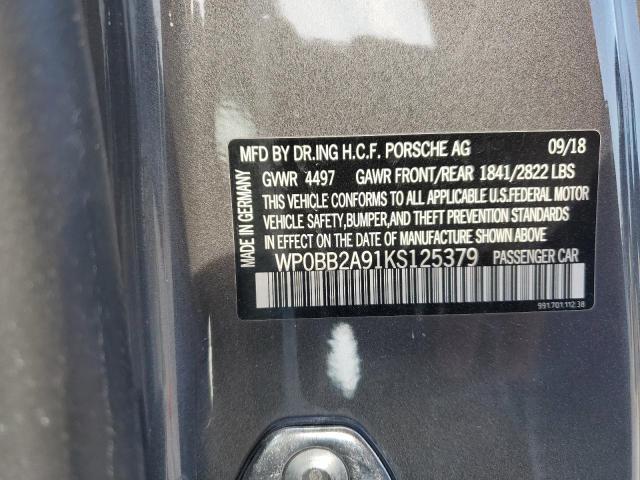 MFD BY DR.ING H.C.F. PORSCHE AG 09/18
GVWR 4497 GAWR FRONT/REAR 1841/2822 LBS
THIS VEHICLE CONFORMS TO ALL APPLICABLE U.S.FEDERAL MOTOR
VEHICLE SAFETY,BUMPER,AND THEFT PREVENTION STANDARDS
IN EFFECT ON THE DATE OF MANUFACTURE SHOWN ABOVE
WP0BB2A91KS125379 PASSENGER CAR
991.701.112.38
MADE IN GERMANY